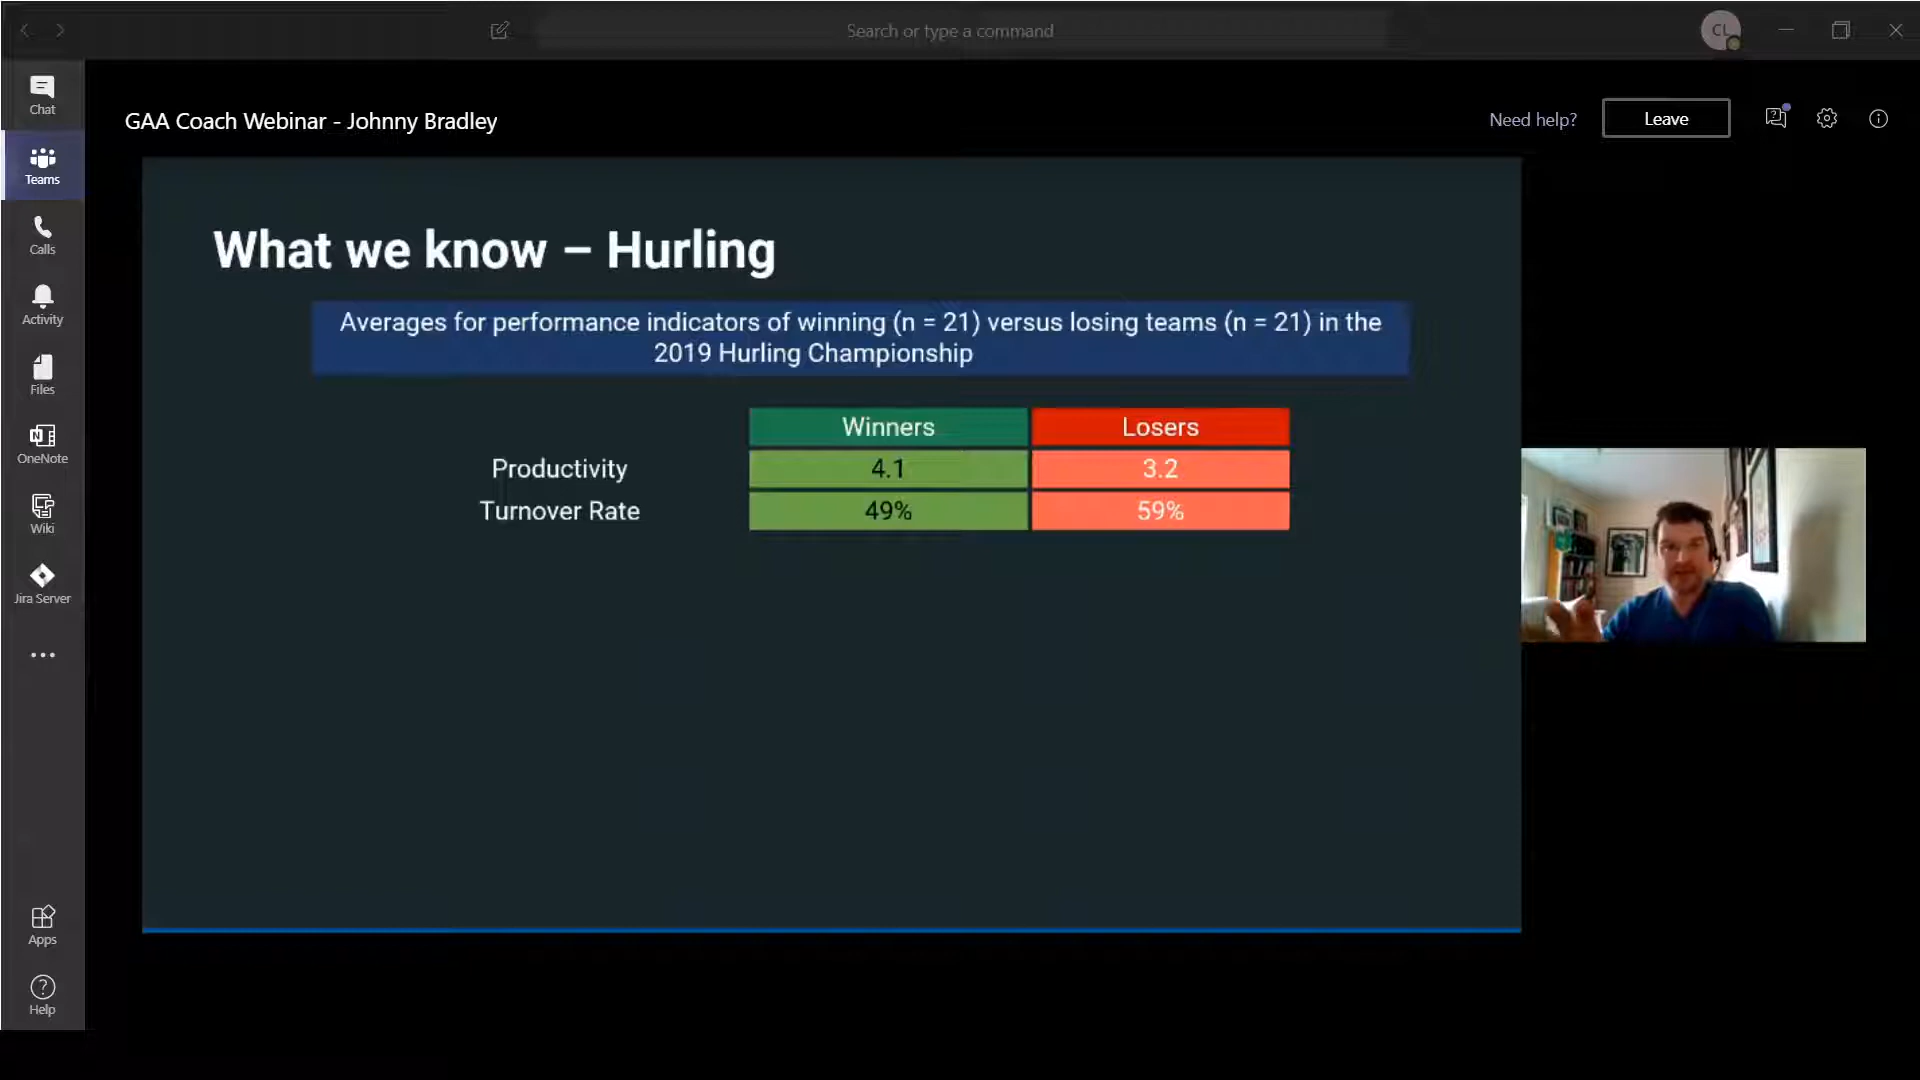 Search or type a command
CL
Chat
Teams
Calls
Activity
Files
OneNote
Wiki
Jira Server
Apps
Help
GAA Coach Webinar - Johnny Bradley
Need help?
Leave
What we know – Hurling
Averages for performance indicators of winning (n = 21) versus losing teams (n = 21) in the
2019 Hurling Championship
Winners Losers
Productivity 4.1 3.2
Turnover Rate 49% 59%